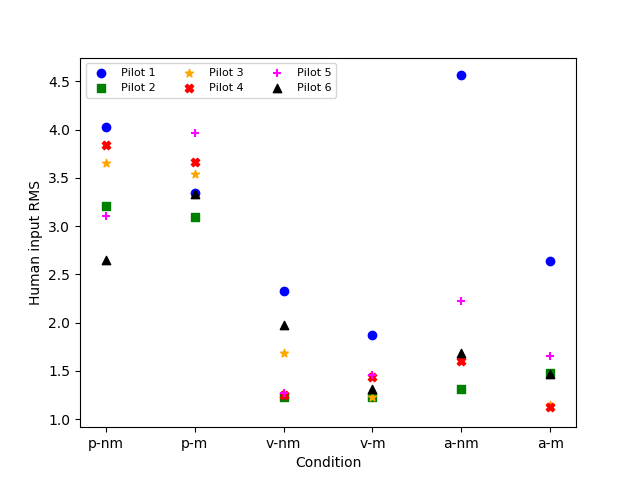 Pilot 1 Pilot 3 Pilot 5
Pilot 2 Pilot 4 Pilot 6
4.5
4.0
3.5
3.0
2.5
2.0
1.5
1.0
Human input RMS
p-nm p-m v-nm v-m a-nm a-m
Condition